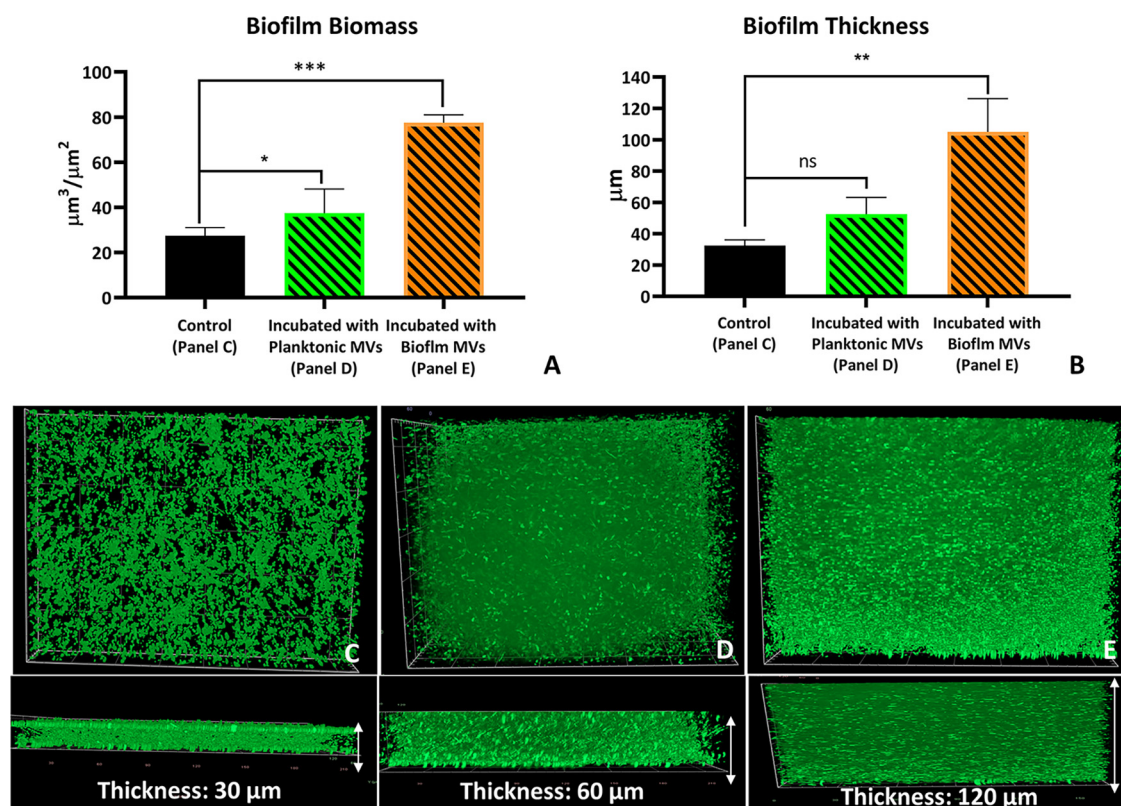 Biofilm Biomass
***
*
100
80
60
40
20
0
μm³/μm²
Control
(Panel C)
Incubated with
Planktonic MVs
(Panel D)
Incubated with
Bioflm MVs
(Panel E)
A
Biofilm Thickness
**
ns
140
120
100
80
60
40
20
0
μm
Control
(Panel C)
Incubated with
Planktonic MVs
(Panel D)
Incubated with
Bioflm MVs
(Panel E)
B
C
D
E
Thickness: 30 μm
Thickness: 60 μm
Thickness: 120 μm